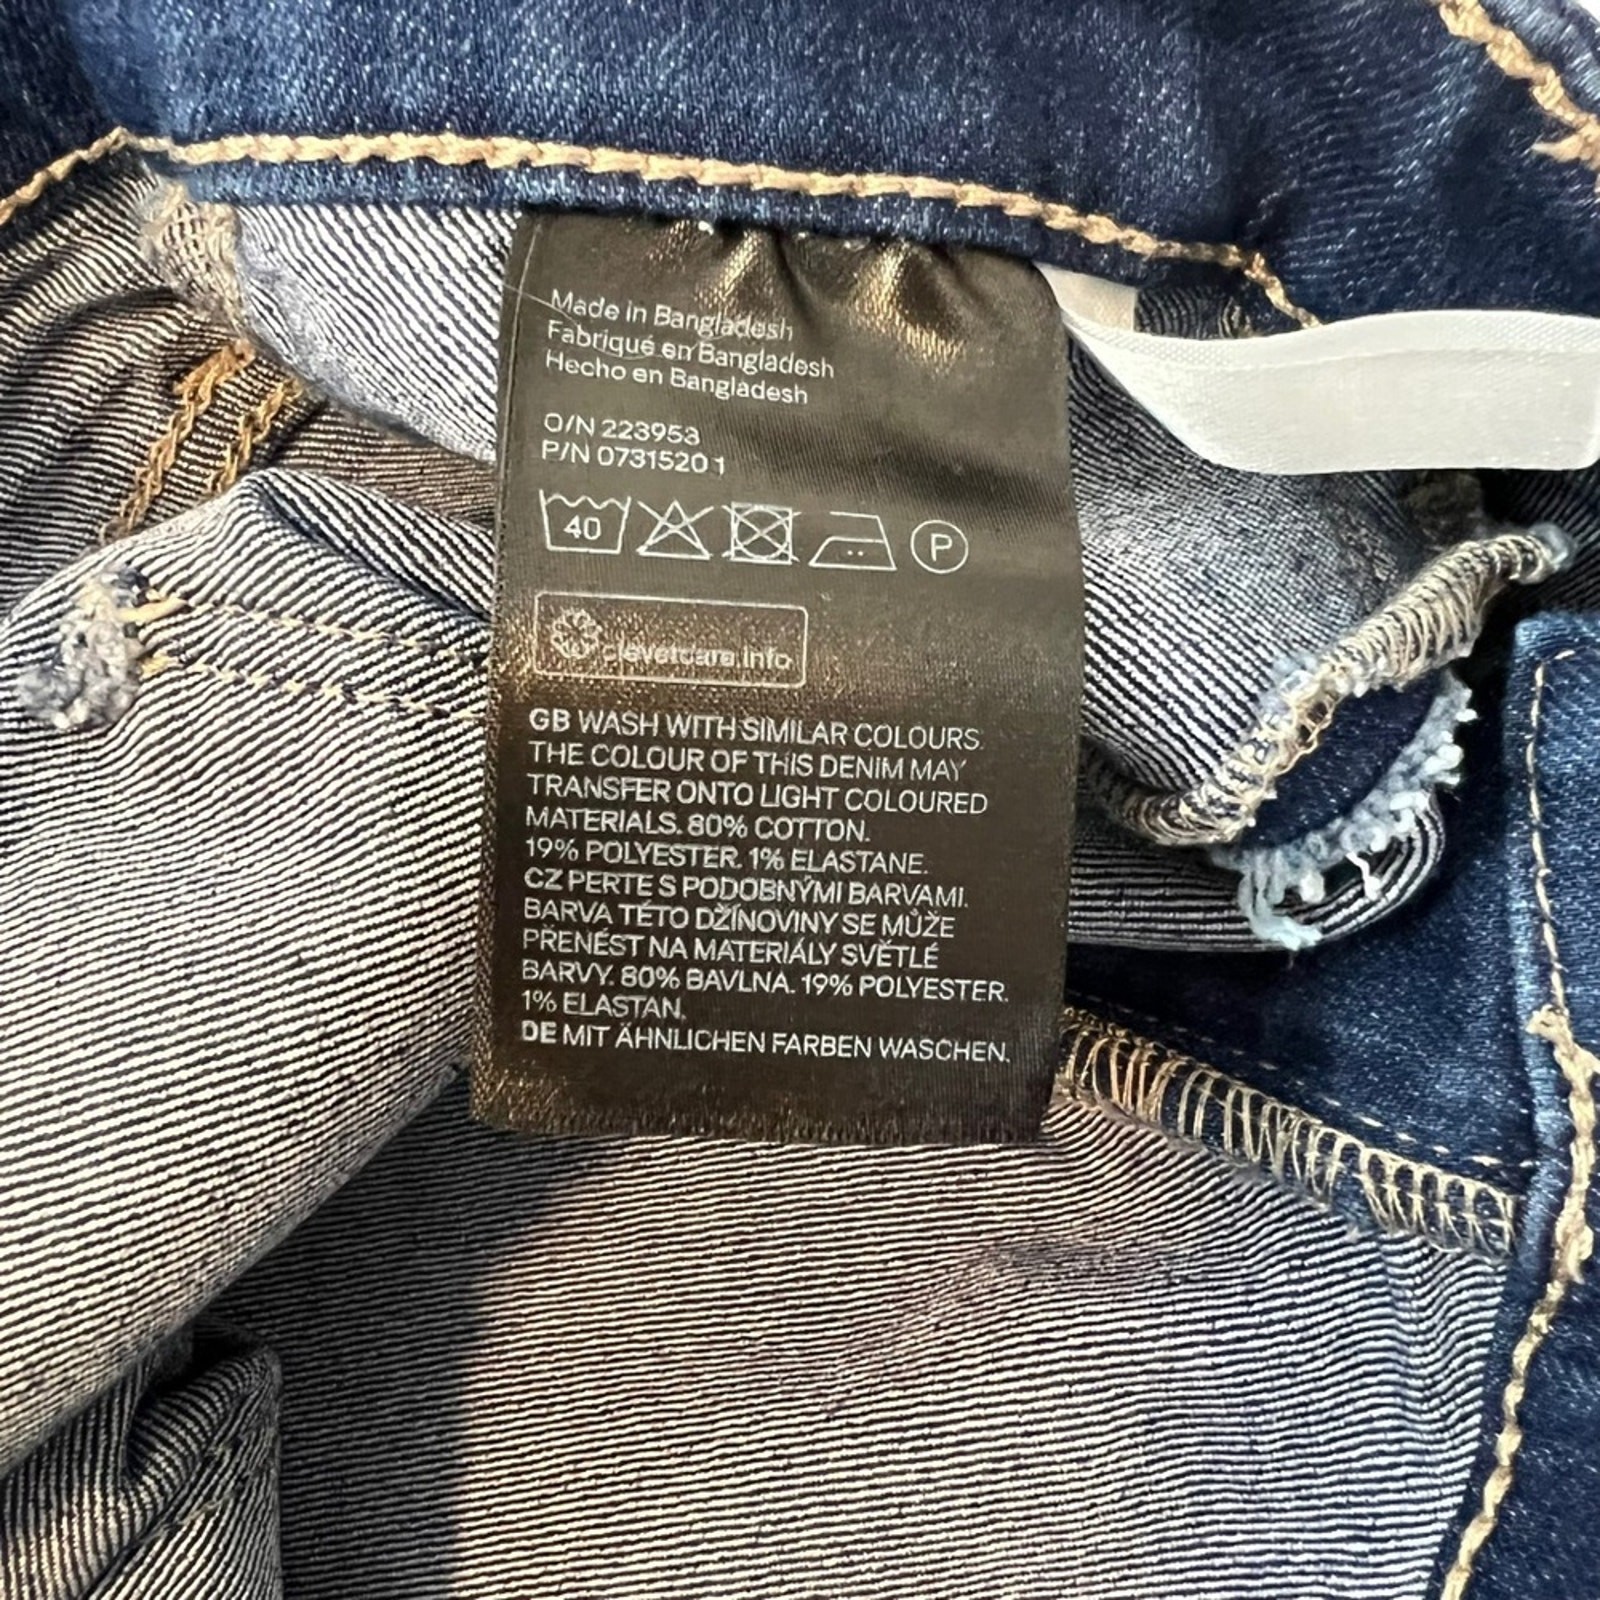 Made in Bangladesh
Fabriqué en Bangladesh
Hecho en Bangladesh
O/N 223953
P/N 0731520 1
40
P
clevercare.info
GB WASH WITH SIMILAR COLOURS.
THE COLOUR OF THIS DENIM MAY
TRANSFER ONTO LIGHT COLOURED
MATERIALS. 80% COTTON.
19% POLYESTER. 1% ELASTANE.
CZ PERTE S PODOBNÝMI BARVAMI.
BARVA TÉTO DŽÍNOVINY SE MŮŽE
PŘENÉST NA MATERIÁLY SVĚTLÉ
BARVY. 80% BAVLNA. 19% POLYESTER.
1% ELASTAN.
DE MIT ÄHNLICHEN FARBEN WASCHEN.